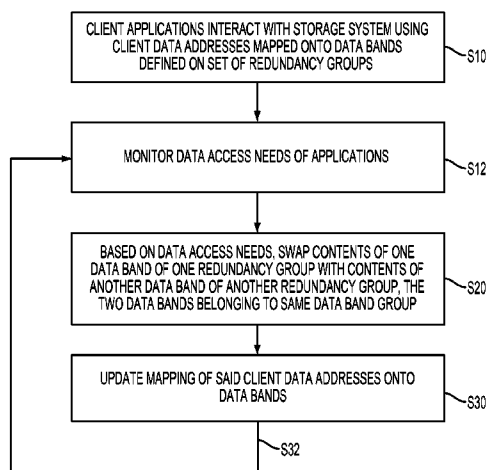 CLIENT APPLICATIONS INTERACT WITH STORAGE SYSTEM USING
CLIENT DATA ADDRESSES MAPPED ONTO DATA BANDS
DEFINED ON SET OF REDUNDANCY GROUPS
S10
MONITOR DATA ACCESS NEEDS OF APPLICATIONS
S12
BASED ON DATA ACCESS NEEDS, SWAP CONTENTS OF ONE
DATA BAND OF ONE REDUNDANCY GROUP WITH CONTENTS OF
ANOTHER DATA BAND OF ANOTHER REDUNDANCY GROUP, THE
TWO DATA BANDS BELONGING TO SAME DATA BAND GROUP
S20
UPDATE MAPPING OF SAID CLIENT DATA ADDRESSES ONTO
DATA BANDS
S30
S32